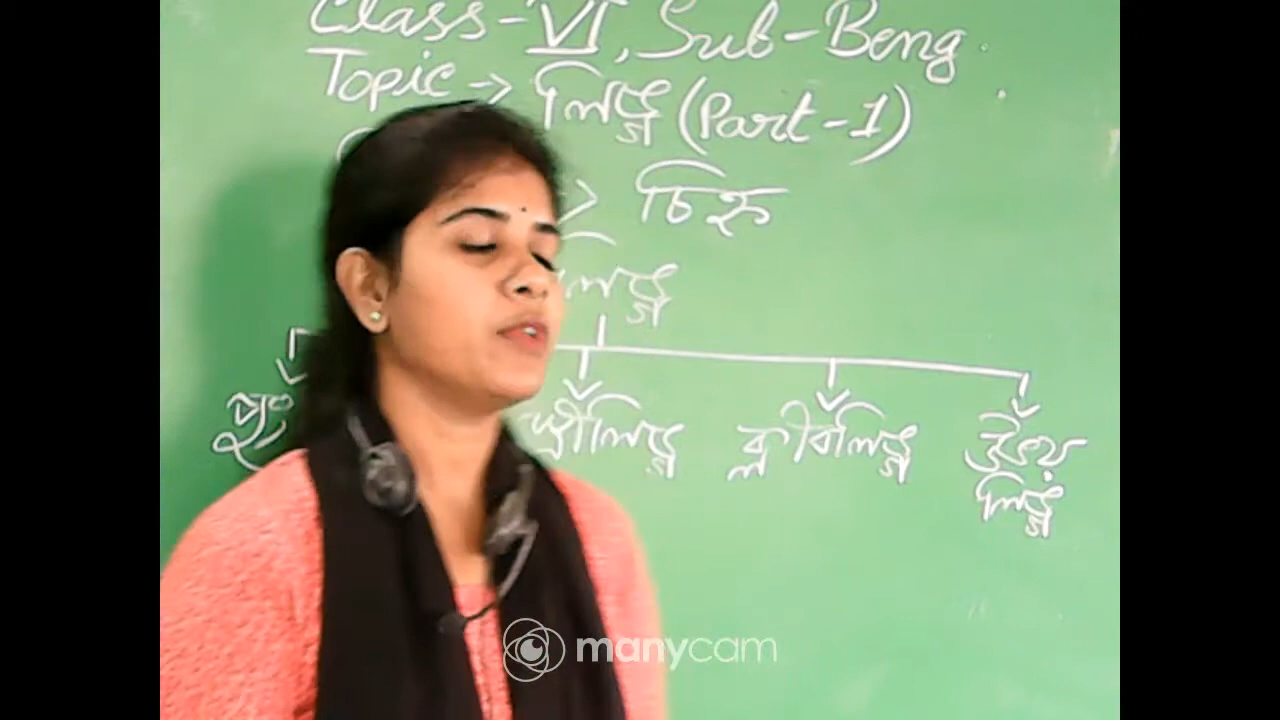 Class-VI, Sub-Beng.
Topic → লিঙ্গ (Part-1)
→ চিহ্ন
লিঙ্গ
স্ত্রীলিঙ্গ ক্লীবলিঙ্গ উভয়
লিঙ্গ
manycam